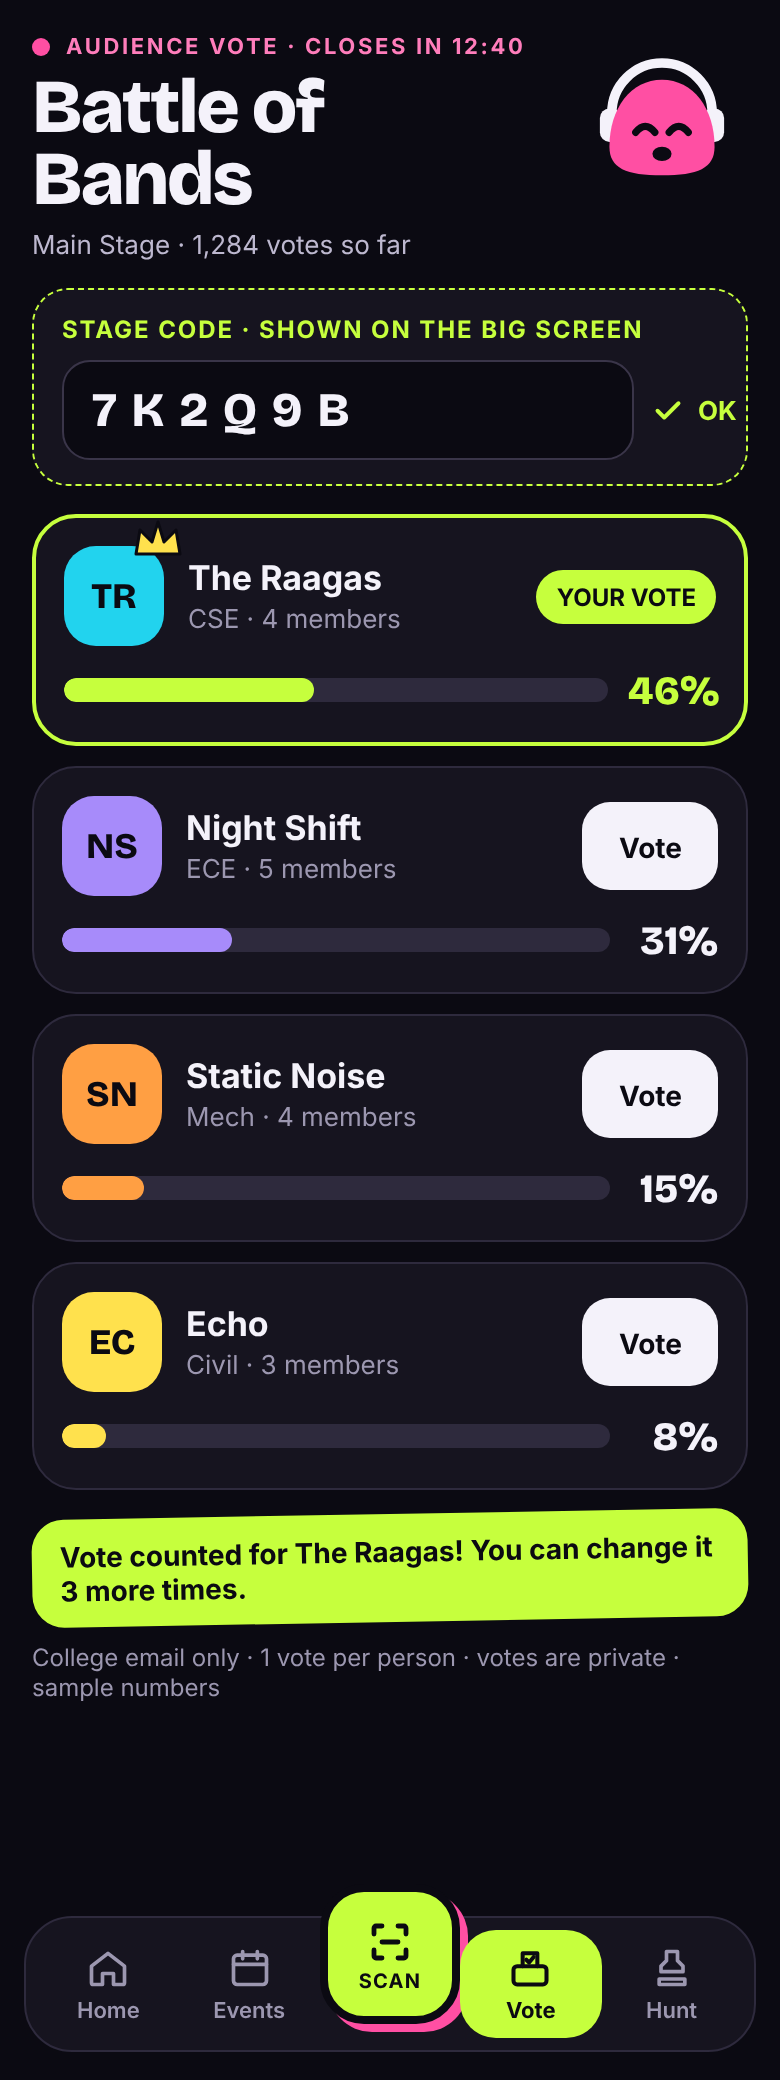 AUDIENCE VOTE · CLOSES IN 12:40
Battle of
Bands
Main Stage · 1,284 votes so far
STAGE CODE · SHOWN ON THE BIG SCREEN
7K2Q9B
OK
TR
The Raagas
CSE · 4 members
YOUR VOTE
46%
NS
Night Shift
ECE · 5 members
Vote
31%
SN
Static Noise
Mech · 4 members
Vote
15%
EC
Echo
Civil · 3 members
Vote
8%
Vote counted for The Raagas! You can change it
3 more times.
College email only · 1 vote per person · votes are private ·
sample numbers
Home
Events
SCAN
Vote
Hunt